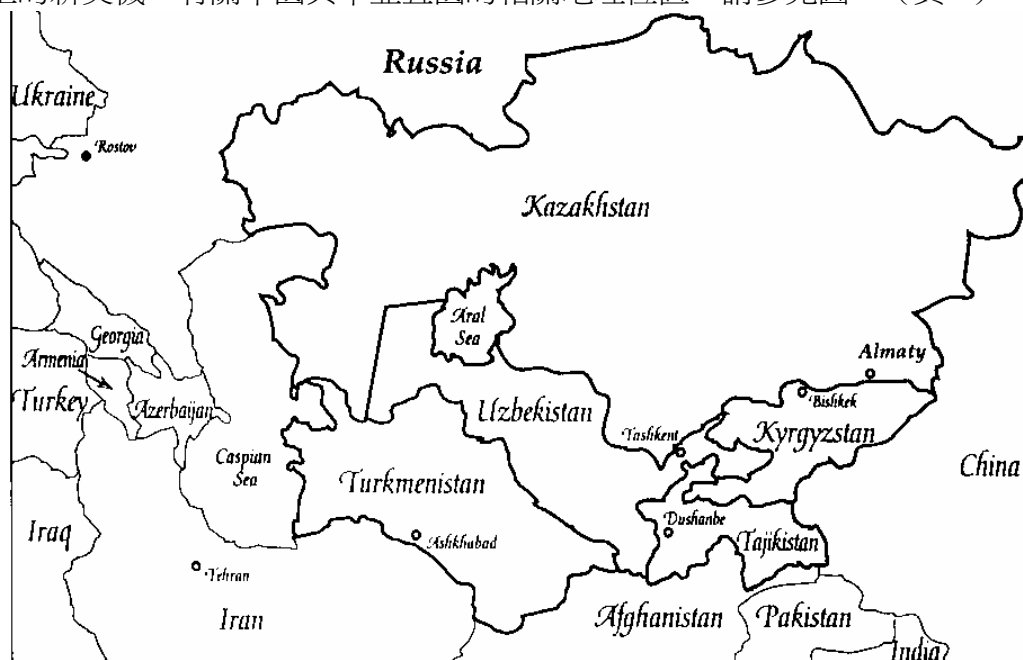 Russia
Ukraine
Rostov
Kazakhstan
Aral
Sea
Georgia
Armenia
Almaty
Turkey
Azerbaijan
Uzbekistan
Bishkek
Tashkent
Kyrgyzstan
Caspian
Sea
China
Turkmenistan
Iraq
Dushanbe
Ashkhabad
Tajikistan
Tehran
Iran
Afghanistan
Pakistan
India